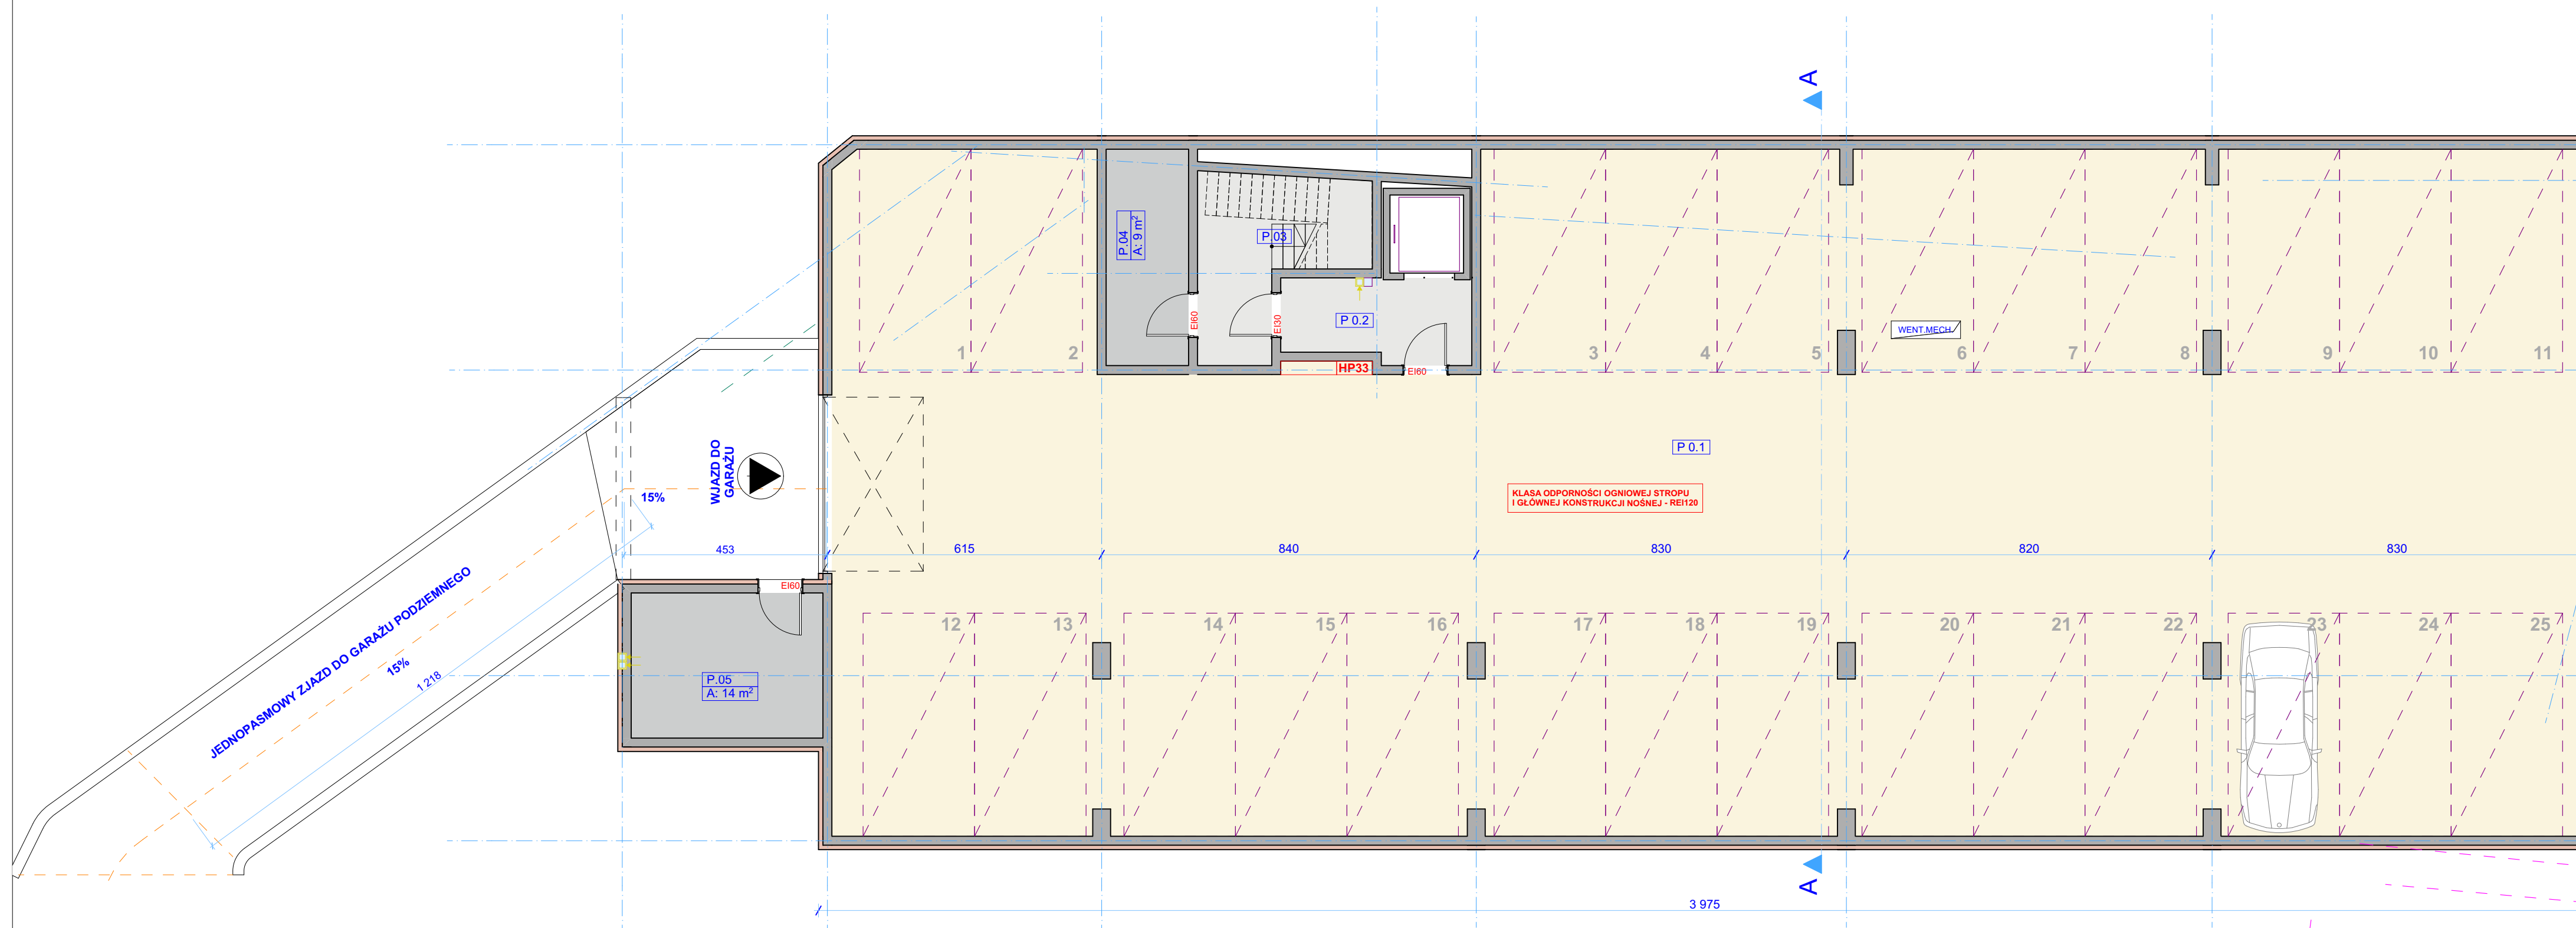 A
P.04
A: 9 m²
P.03
EI60
EI30
P 0.2
HP33
EI60
1
2
3
4
5
WENT.MECH.
6
7
8
9
10
11
WJAZD DO
GARAŻU
15%
P 0.1
KLASA ODPORNOŚCI OGNIOWEJ STROPU
I GŁÓWNEJ KONSTRUKCJI NOŚNEJ - REI120
453
615
840
830
820
830
JEDNOPASMOWY ZJAZD DO GARAŻU PODZIEMNEGO
15%
1 218
EI60
P.05
A: 14 m²
12
13
14
15
16
17
18
19
20
21
22
23
24
25
A
3 975